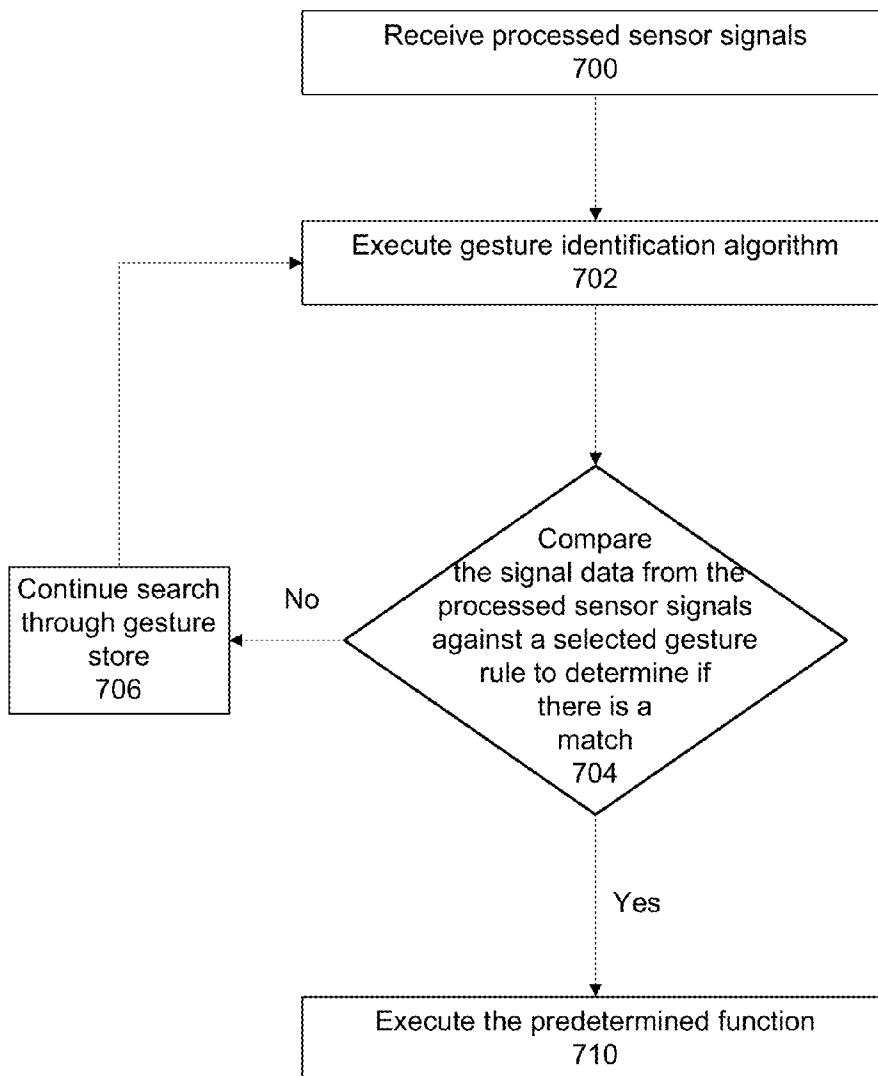 Receive processed sensor signals
700
Execute gesture identification algorithm
702
Compare
the signal data from the
processed sensor signals
against a selected gesture
rule to determine if
there is a
match
704
No
Continue search
through gesture
store
706
Yes
Execute the predetermined function
710